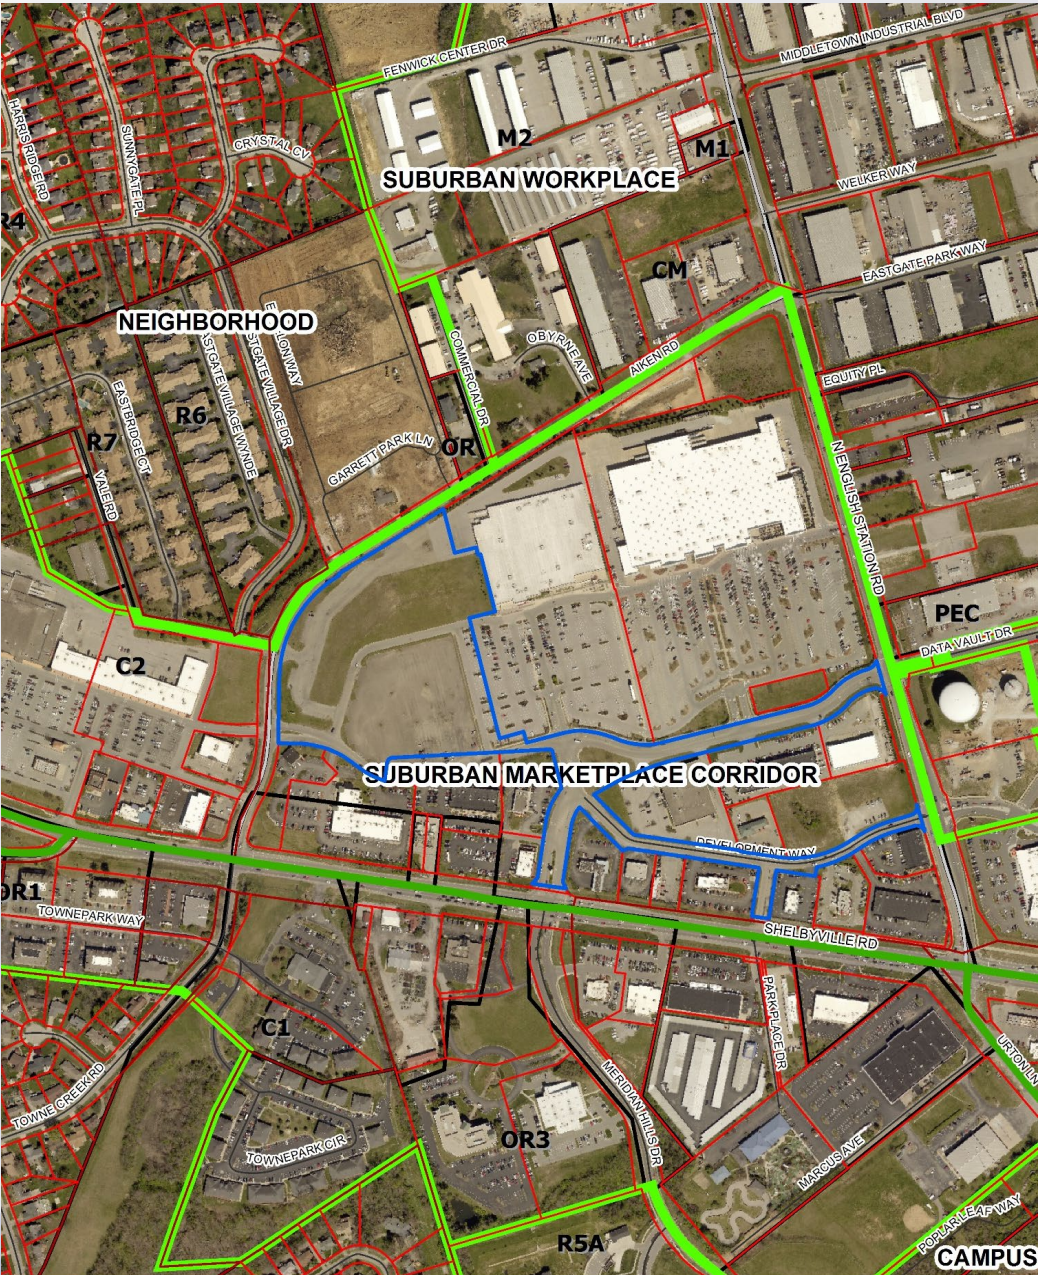 FENWICK CENTER DR
MIDDLETOWN INDUSTRIAL BLVD
HARRIS RIDGE RD
SUNNYGATE PL
CRYSTAL CV
M2
M1
SUBURBAN WORKPLACE
WELKER WAY
R4
EASTGATE PARK WAY
CM
NEIGHBORHOOD
EASTGATE VILLAGE DR
COMMERCIAL DR
OBYRNE AVE
AIKEN RD
EQUITY PL
EASTBRIDGE CT
R6
R7
OR
GARRETT PARK LN
VALE RD
N ENGLISH STATION RD
PEC
DATA VAULT DR
C2
SUBURBAN MARKETPLACE CORRIDOR
DEVELOPMENT WAY
OR1
TOWNEPARK WAY
SHELBYVILLE RD
PARK PLACE DR
C1
URTON LN
TOWNE CREEK RD
MERIDIAN HILLS DR
TOWNEPARK CIR
OR3
MARCUS AVE
R5A
POPLAR LEAF WAY
CAMPUS